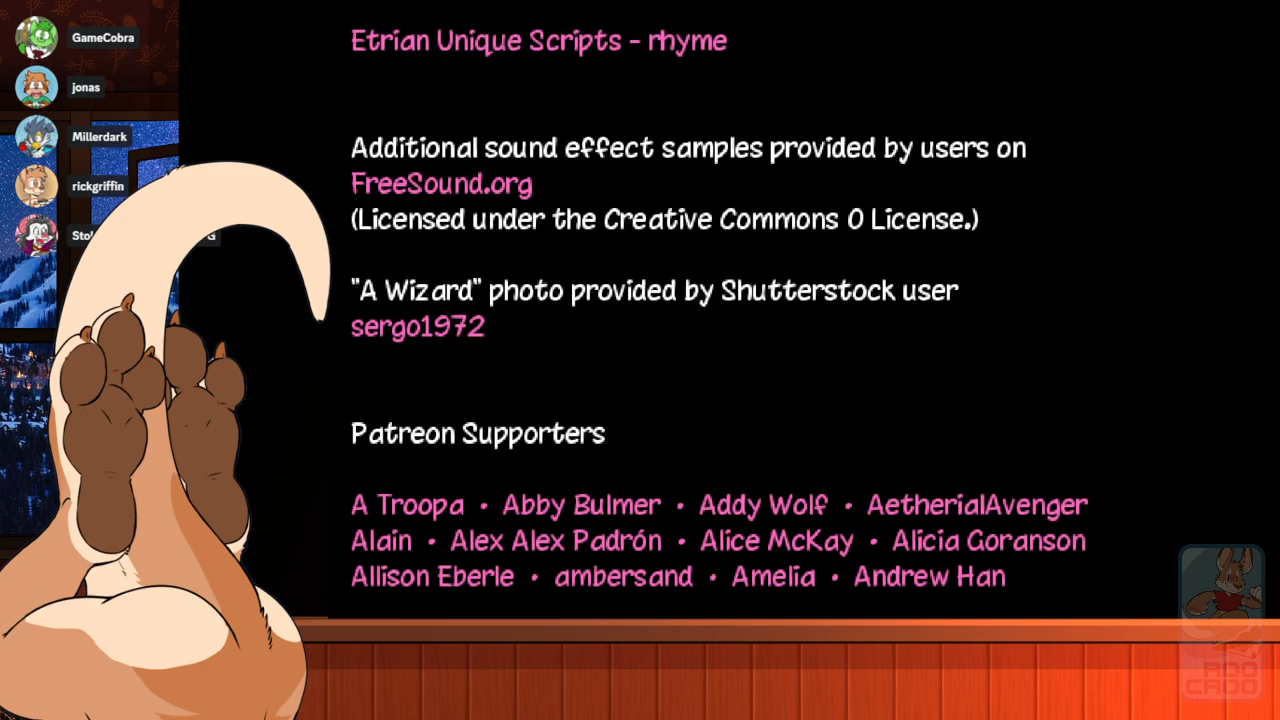 GameCobra
jonas
Millerdark
rickgriffin
Etrian Unique Scripts - rhyme
Additional sound effect samples provided by users on
FreeSound.org
(Licensed under the Creative Commons 0 License.)
"A Wizard" photo provided by Shutterstock user
sergo1972
Patreon Supporters
A Troopa · Abby Bulmer · Addy Wolf · AetherialAvenger
Alain · Alex Alex Padrón · Alice McKay · Alicia Goranson
Allison Eberle · ambersand · Amelia · Andrew Han
ROO
CROO